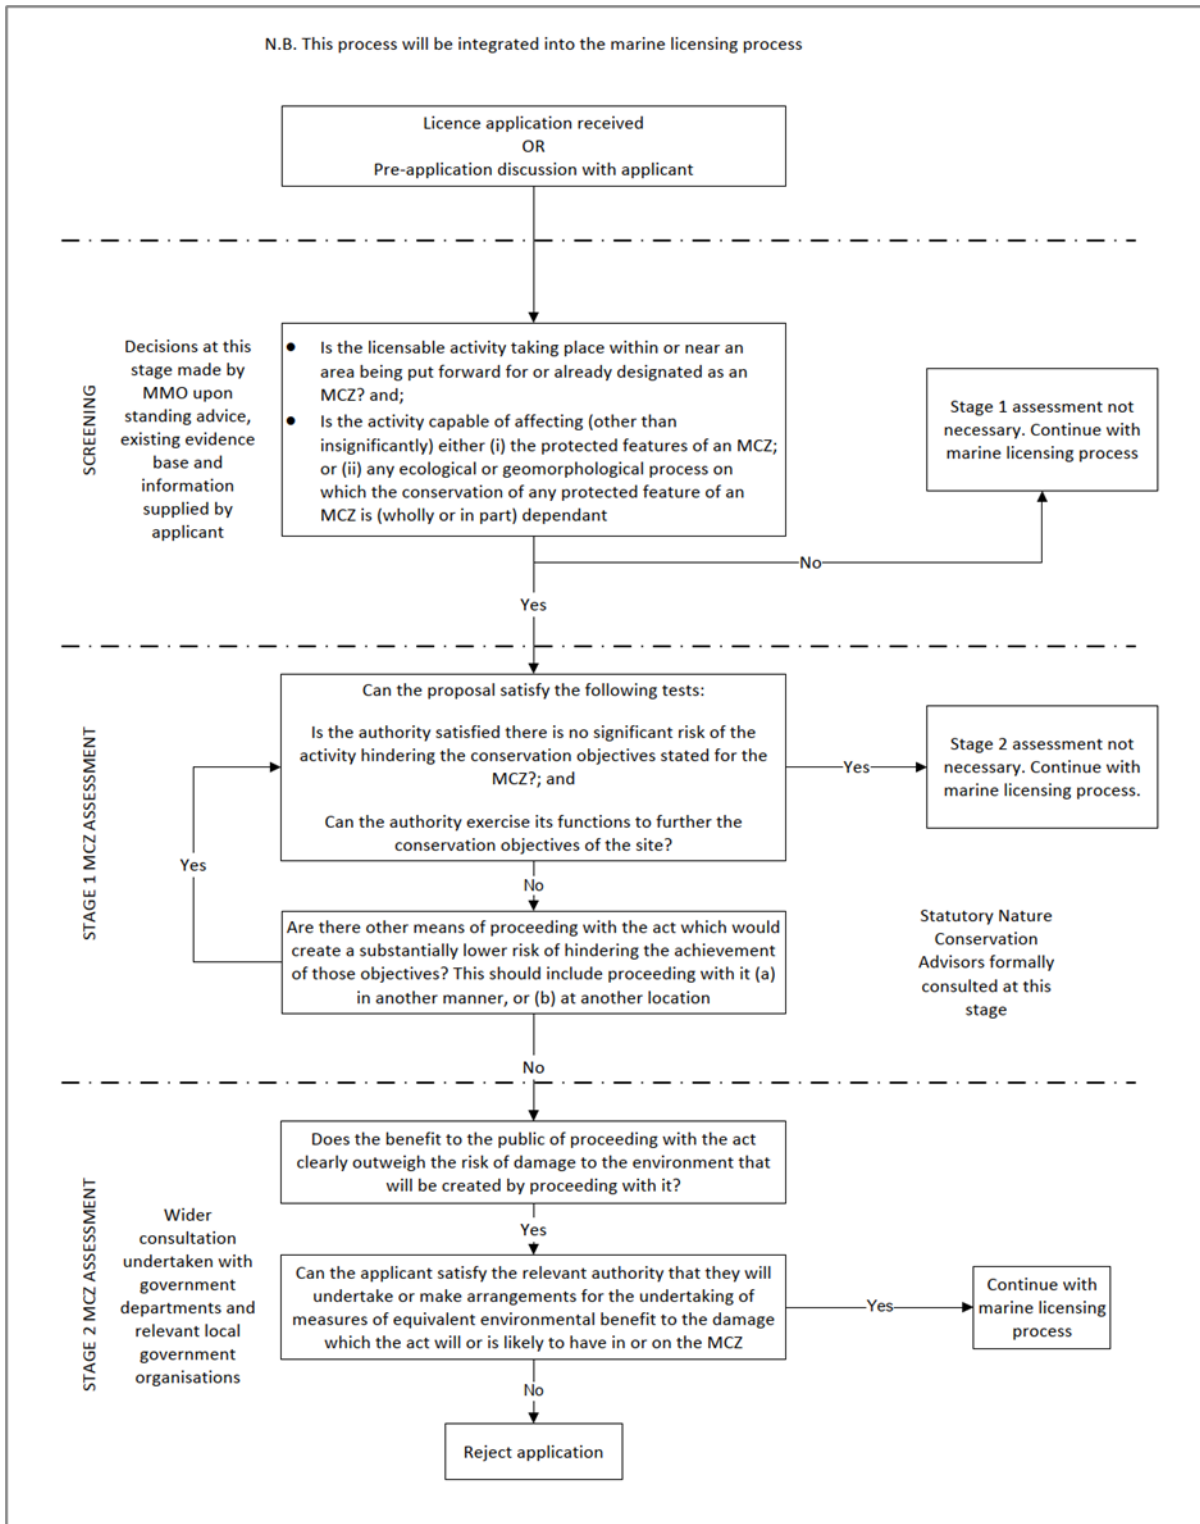 N.B. This process will be integrated into the marine licensing process
Licence application received
OR
Pre-application discussion with applicant
SCREENING
Decisions at this
stage made by
MMO upon
standing advice,
existing evidence
base and
information
supplied by
applicant
● Is the licensable activity taking place within or near an
area being put forward for or already designated as an
MCZ? and;
● Is the activity capable of affecting (other than
insignificantly) either (i) the protected features of an MCZ;
or (ii) any ecological or geomorphological process on
which the conservation of any protected feature of an
MCZ is (wholly or in part) dependant
Stage 1 assessment not
necessary. Continue with
marine licensing process
No
Yes
STAGE 1 MCZ ASSESSMENT
Can the proposal satisfy the following tests:
Is the authority satisfied there is no significant risk of the
activity hindering the conservation objectives stated for the
MCZ?; and
Can the authority exercise its functions to further the
conservation objectives of the site?
Yes
Stage 2 assessment not
necessary. Continue with
marine licensing process.
Yes
No
Are there other means of proceeding with the act which would
create a substantially lower risk of hindering the achievement
of those objectives? This should include proceeding with it (a)
in another manner, or (b) at another location
Statutory Nature
Conservation
Advisors formally
consulted at this
stage
No
STAGE 2 MCZ ASSESSMENT
Wider
consultation
undertaken with
government
departments and
relevant local
government
organisations
Does the benefit to the public of proceeding with the act
clearly outweigh the risk of damage to the environment that
will be created by proceeding with it?
Yes
Can the applicant satisfy the relevant authority that they will
undertake or make arrangements for the undertaking of
measures of equivalent environmental benefit to the damage
which the act will or is likely to have in or on the MCZ
Yes
Continue with
marine licensing
process
No
Reject application